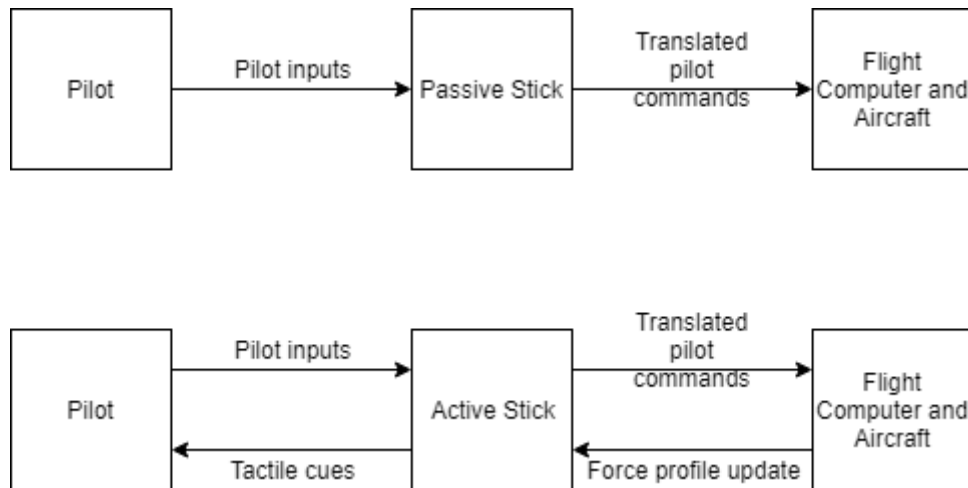 Pilot
Pilot inputs
Passive Stick
Translated
pilot
commands
Flight
Computer and
Aircraft
Pilot
Pilot inputs
Tactile cues
Active Stick
Translated
pilot
commands
Force profile update
Flight
Computer and
Aircraft